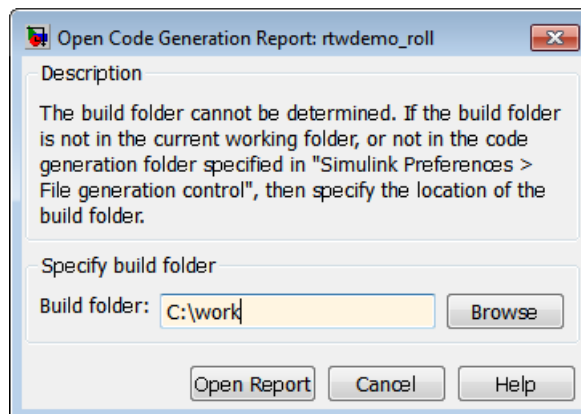 Open Code Generation Report: rtwdemo_roll
Description
The build folder cannot be determined. If the build folder
is not in the current working folder, or not in the code
generation folder specified in "Simulink Preferences >
File generation control", then specify the location of the
build folder.
Specify build folder
Build folder: C:\work Browse
Open Report Cancel Help